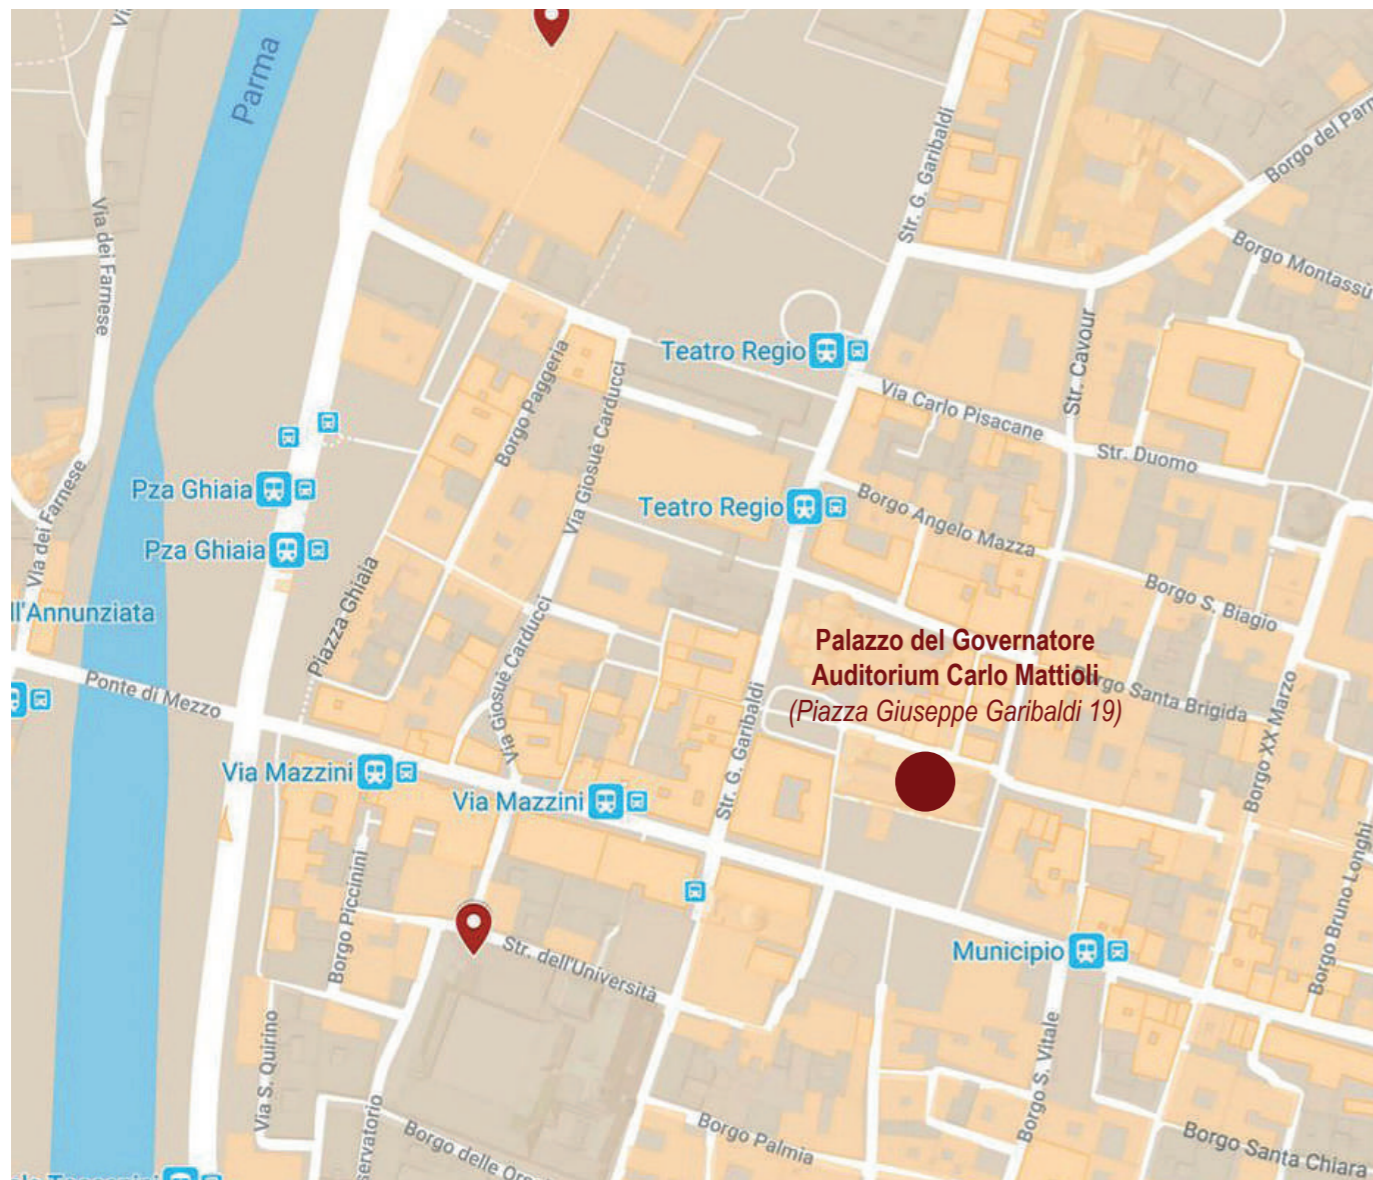 Parma
Via dei Farnese
Str. G. Garibaldi
Borgo del
Borgo Montassù
Teatro Regio
Str. Cavour
Via Carlo Pisacane
Str. Duomo
Borgo Paggeria
Via Giosuè Carducci
Pza Ghiaia
Teatro Regio
Borgo Angelo Mazza
Pza Ghiaia
Via dei Farnese
Piazza Ghiaia
Borgo S. Biagio
ll'Annunziata
Via Giosuè Carducci
Palazzo del Governatore
Auditorium Carlo Mattioli
(Piazza Giuseppe Garibaldi 19)
Borgo Santa Brigida
Ponte di Mezzo
Str. G. Garibaldi
Borgo XX Marzo
Via Mazzini
Via Mazzini
Borgo Piccinini
Borgo Bruno Longhi
Str. dell'Università
Municipio
Via S. Quirino
Borgo S. Vitale
servatorio
Borgo delle
Borgo Palmia
Borgo Santa Chiara